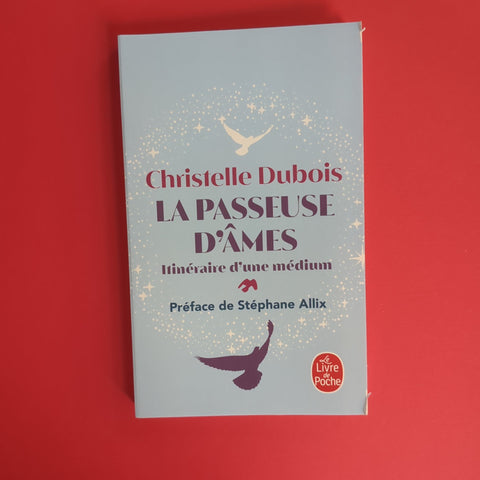 Christelle Dubois
LA PASSEUSE
D'ÂMES
Itinéraire d'une médium
Préface de Stéphane Allix
Le
Livre
de
Poche